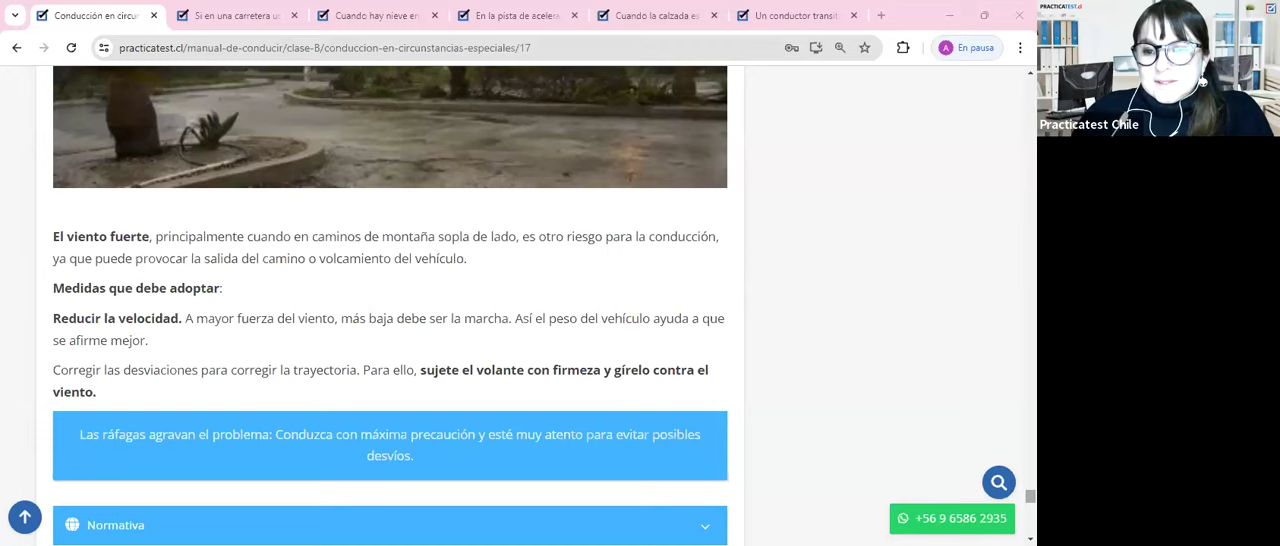 Conducción en circun
Si en una carretera u
Cuando hay nieve en
En la pista de acelera
Cuando la calzada es
Un conductor transit
practicatest.cl/manual-de-conducir/clase-B/conduccion-en-circunstancias-especiales/17
A En pausa
PRACTICATEST.cl
Practicatest Chile
El viento fuerte, principalmente cuando en caminos de montaña sopla de lado, es otro riesgo para la conducción,
ya que puede provocar la salida del camino o volcamiento del vehículo.
Medidas que debe adoptar:
Reducir la velocidad. A mayor fuerza del viento, más baja debe ser la marcha. Así el peso del vehículo ayuda a que
se afirme mejor.
Corregir las desviaciones para corregir la trayectoria. Para ello, sujete el volante con firmeza y gírelo contra el
viento.
Las ráfagas agravan el problema: Conduzca con máxima precaución y esté muy atento para evitar posibles
desvíos.
Normativa
+56 9 6586 2935